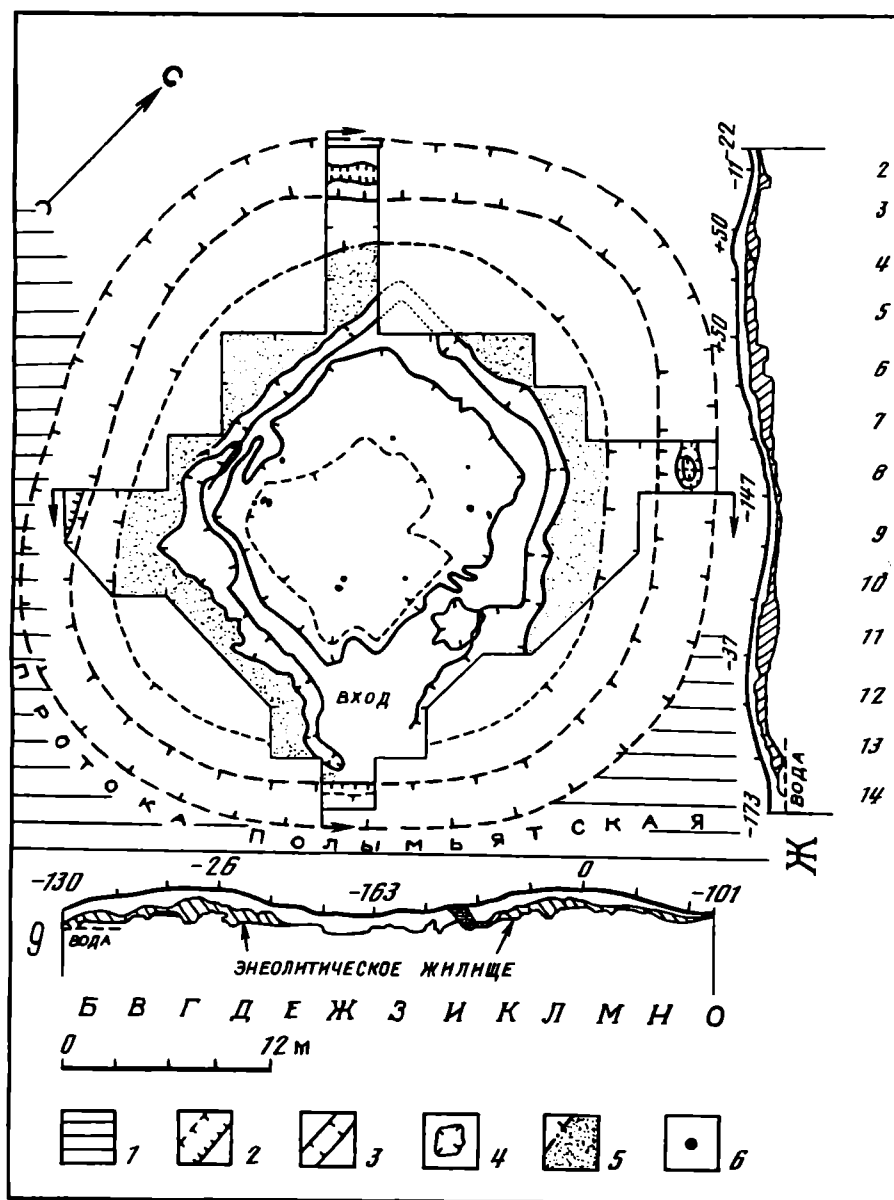 С
-22
-11
+50
+50
-147
-37
-173
ВОДА
2
3
4
5
6
7
8
9
10
11
12
13
14
ВХОД
ПРОТОКА ПОЛЫМЬЯТСКАЯ
Ж
-130 -26 -163 0 -101
9
ВОДА
ЭНЕОЛИТИЧЕСКОЕ ЖИЛИЩЕ
Б В Г Д Е Ж З И К Л М Н О
0 12 м
1 2 3 4 5 6